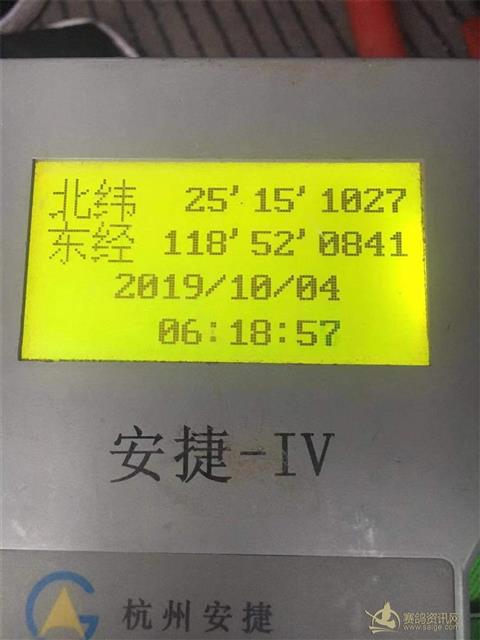 北纬 25' 15' 1027
东经 118' 52' 0841
2019/10/04
06:18:57
安捷-IV
杭州安捷
赛鸽资讯网
www.saige.com